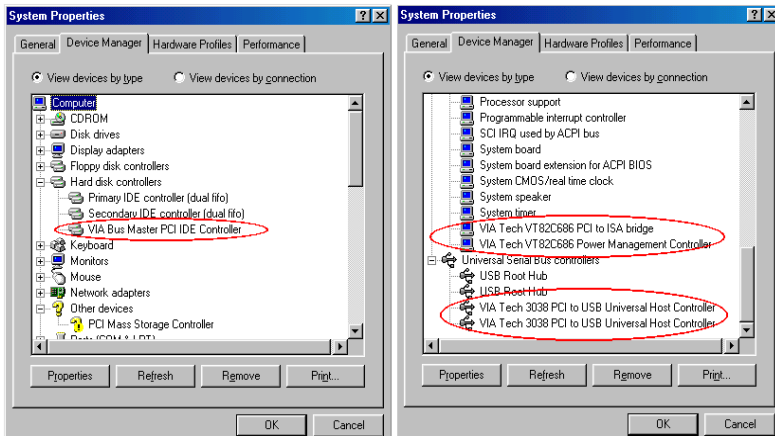 System Properties
General Device Manager Hardware Profiles Performance
View devices by type View devices by connection
Computer
CDROM
Disk drives
Display adapters
Floppy disk controllers
Hard disk controllers
Primary IDE controller (dual fifo)
Secondary IDE controller (dual fifo)
VIA Bus Master PCI IDE Controller
Keyboard
Monitors
Mouse
Network adapters
Other devices
PCI Mass Storage Controller
Ports (COM & LPT)
Properties Refresh Remove Print...
OK Cancel
System Properties
General Device Manager Hardware Profiles Performance
View devices by type View devices by connection
Processor support
Programmable interrupt controller
SCI IRQ used by ACPI bus
System board
System board extension for ACPI BIOS
System CMOS/real time clock
System speaker
System timer
VIA Tech VT82C686 PCI to ISA bridge
VIA Tech VT82C686 Power Management Controller
Universal Serial Bus controllers
USB Root Hub
USB Root Hub
VIA Tech 3038 PCI to USB Universal Host Controller
VIA Tech 3038 PCI to USB Universal Host Controller
Properties Refresh Remove Print...
OK Cancel